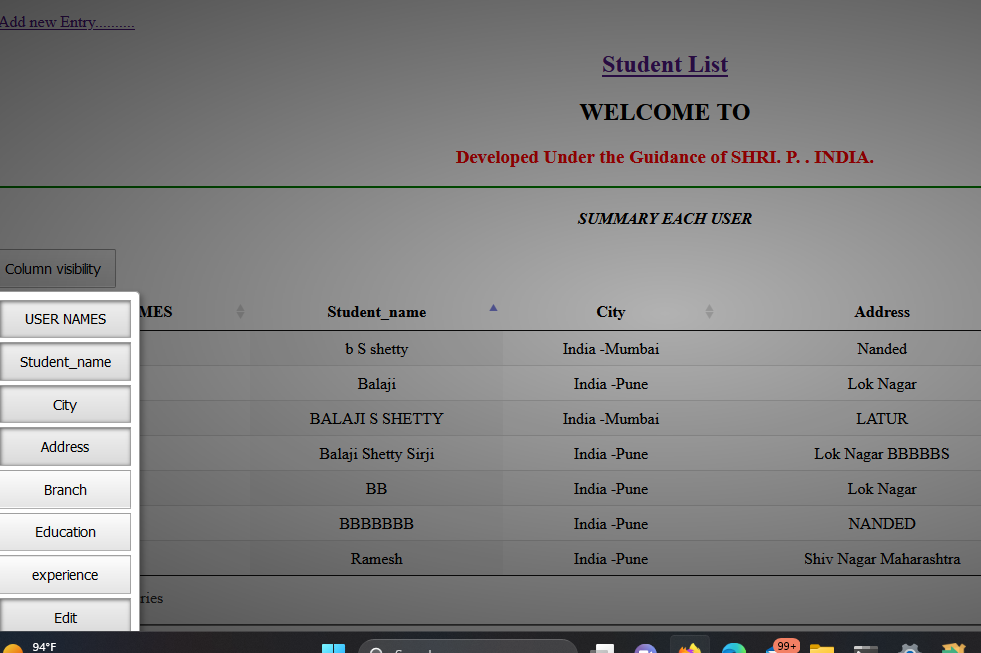 Add new Entry..........
Student List
WELCOME TO
Developed Under the Guidance of SHRI. P. . INDIA.
SUMMARY EACH USER
Column visibility
USER NAMES
Student_name
City
Address
Branch
Education
experience
Edit
MES Student_name City Address
b S shetty India -Mumbai Nanded
Balaji India -Pune Lok Nagar
BALAJI S SHETTY India -Mumbai LATUR
Balaji Shetty Sirji India -Pune Lok Nagar BBBBBS
BB India -Pune Lok Nagar
BBBBBBB India -Pune NANDED
Ramesh India -Pune Shiv Nagar Maharashtra
ries
94°F
99+